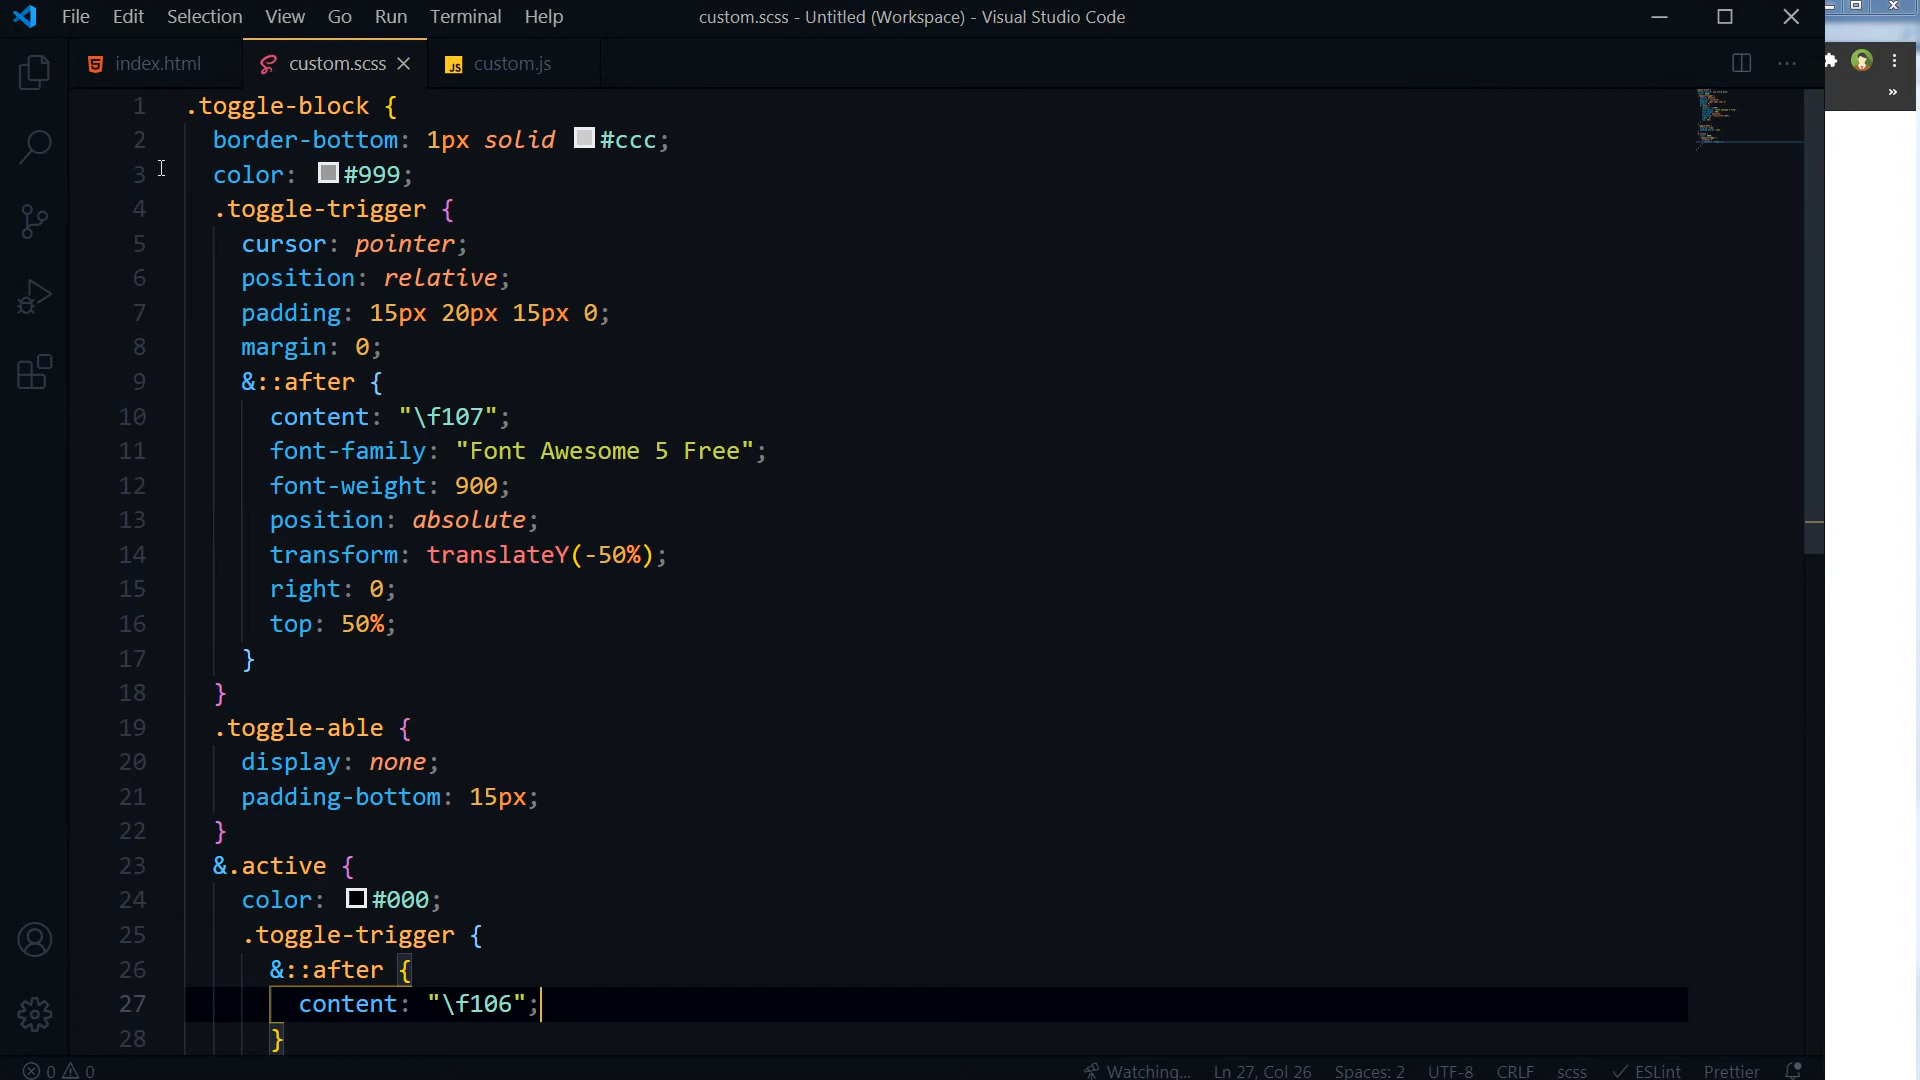 File Edit Selection View Go Run Terminal Help custom.scss - Untitled (Workspace) - Visual Studio Code
index.html custom.scss JS custom.js
1 .toggle-block {
2 border-bottom: 1px solid #ccc;
3 color: #999;
4 .toggle-trigger {
5 cursor: pointer;
6 position: relative;
7 padding: 15px 20px 15px 0;
8 margin: 0;
9 &::after {
10 content: "\f107";
11 font-family: "Font Awesome 5 Free";
12 font-weight: 900;
13 position: absolute;
14 transform: translateY(-50%);
15 right: 0;
16 top: 50%;
17 }
18 }
19 .toggle-able {
20 display: none;
21 padding-bottom: 15px;
22 }
23 &.active {
24 color: #000;
25 .toggle-trigger {
26 &::after {
27 content: "\f106";
28 }
0 0 Watching... Ln 27, Col 26 Spaces: 2 UTF-8 CRLF scss ESLint Prettier